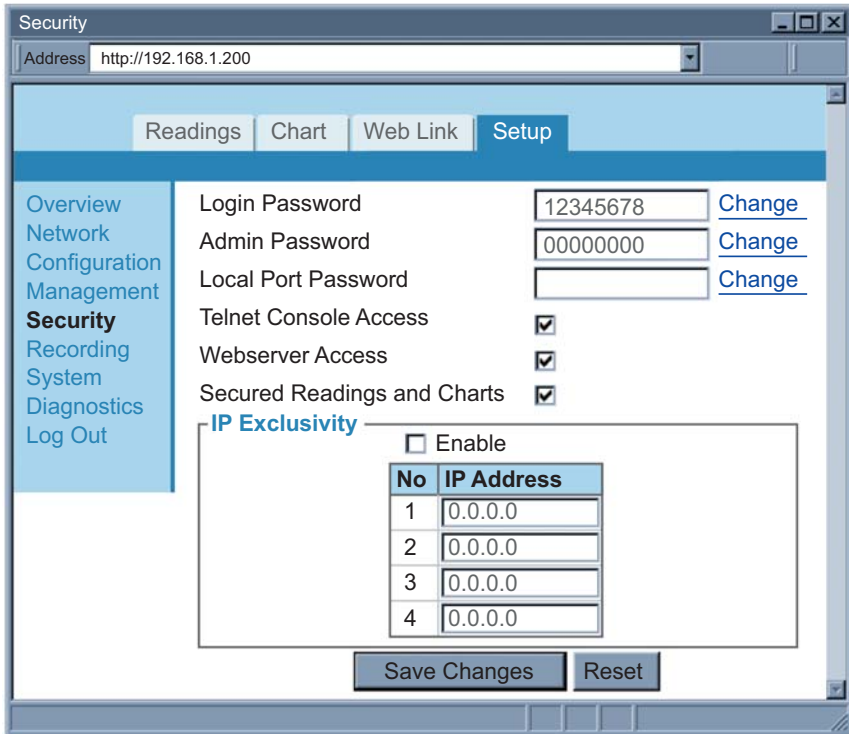 Security
Address http://192.168.1.200
Readings Chart Web Link Setup
Overview
Network
Configuration
Management
Security
Recording
System
Diagnostics
Log Out
Login Password 12345678 Change
Admin Password 00000000 Change
Local Port Password Change
Telnet Console Access
Webserver Access
Secured Readings and Charts
IP Exclusivity
Enable
No IP Address
1 0.0.0.0
2 0.0.0.0
3 0.0.0.0
4 0.0.0.0
Save Changes Reset